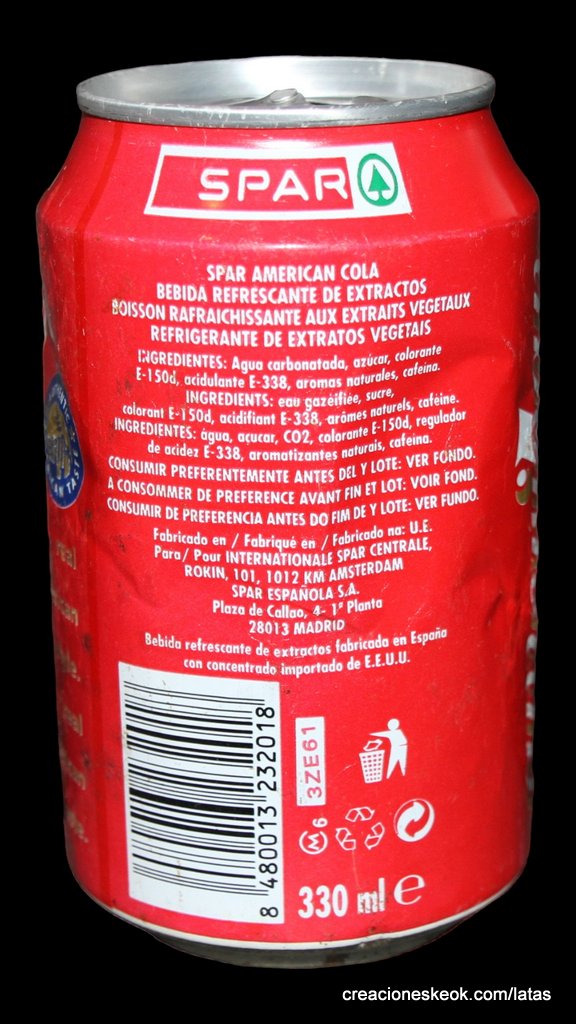 SPAR
SPAR AMERICAN COLA
BEBIDA REFRESCANTE DE EXTRACTOS
BOISSON RAFRAICHISSANTE AUX EXTRAITS VEGETAUX
REFRIGERANTE DE EXTRATOS VEGETAIS
INGREDIENTES: Agua carbonatada, azúcar, colorante
E-150d, acidulante E-338, aromas naturales, cafeína.
INGREDIENTS: eau gazéifiée, sucre,
colorant E-150d, acidifiant E-338, arômes naturels, caféine.
INGREDIENTES: água, açucar, CO2, colorante E-150d, regulador
de acidez E-338, aromatizantes naturais, cafeina.
CONSUMIR PREFERENTEMENTE ANTES DEL Y LOTE: VER FONDO.
A CONSOMMER DE PREFERENCE AVANT FIN ET LOT: VOIR FOND.
CONSUMIR DE PREFERENCIA ANTES DO FIM DE Y LOTE: VER FUNDO.
Fabricado en / Fabriqué en / Fabricado na: U.E.
Para/ Pour INTERNATIONALE SPAR CENTRALE,
ROKIN, 101, 1012 KM AMSTERDAM
SPAR ESPAÑOLA S.A.
Plaza de Callao, 4- 1ª Planta
28013 MADRID
Bebida refrescante de extractos fabricada en España
con concentrado importado de E.E.U.U.
8 480013 232018
3ZE61
M 6
330 ml e
creacioneskeok.com/latas